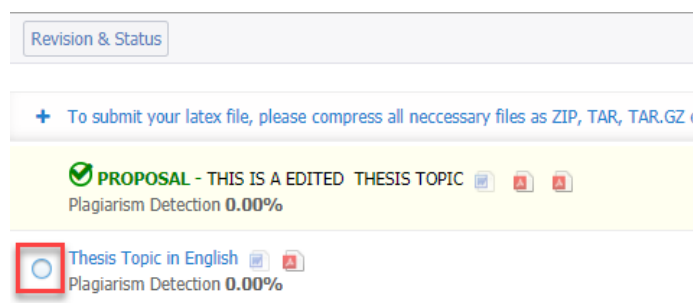 Revision & Status
To submit your latex file, please compress all neccessary files as ZIP, TAR, TAR.GZ
PROPOSAL - THIS IS A EDITED THESIS TOPIC
Plagiarism Detection 0.00%
Thesis Topic in English
Plagiarism Detection 0.00%